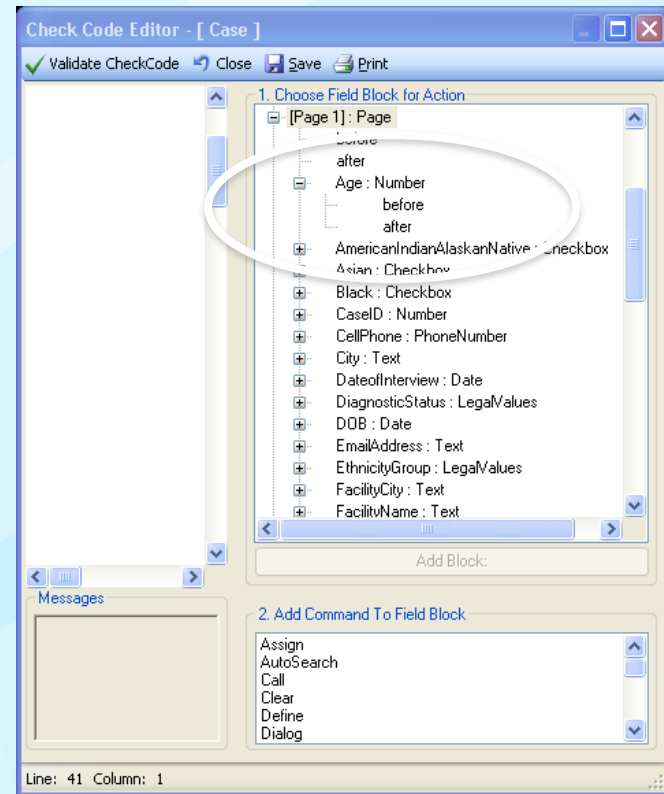 Check Code Editor - [ Case ]
Validate CheckCode Close Save Print
1. Choose Field Block for Action
[Page 1] : Page
before
after
Age : Number
before
after
AmericanIndianAlaskanNative : Checkbox
Asian : Checkbox
Black : Checkbox
CaseID : Number
CellPhone : PhoneNumber
City : Text
DateofInterview : Date
DiagnosticStatus : LegalValues
DOB : Date
EmailAddress : Text
EthnicityGroup : LegalValues
FacilityCity : Text
FacilityName : Text
Add Block:
Messages
2. Add Command To Field Block
Assign
AutoSearch
Call
Clear
Define
Dialog
Line: 41 Column: 1